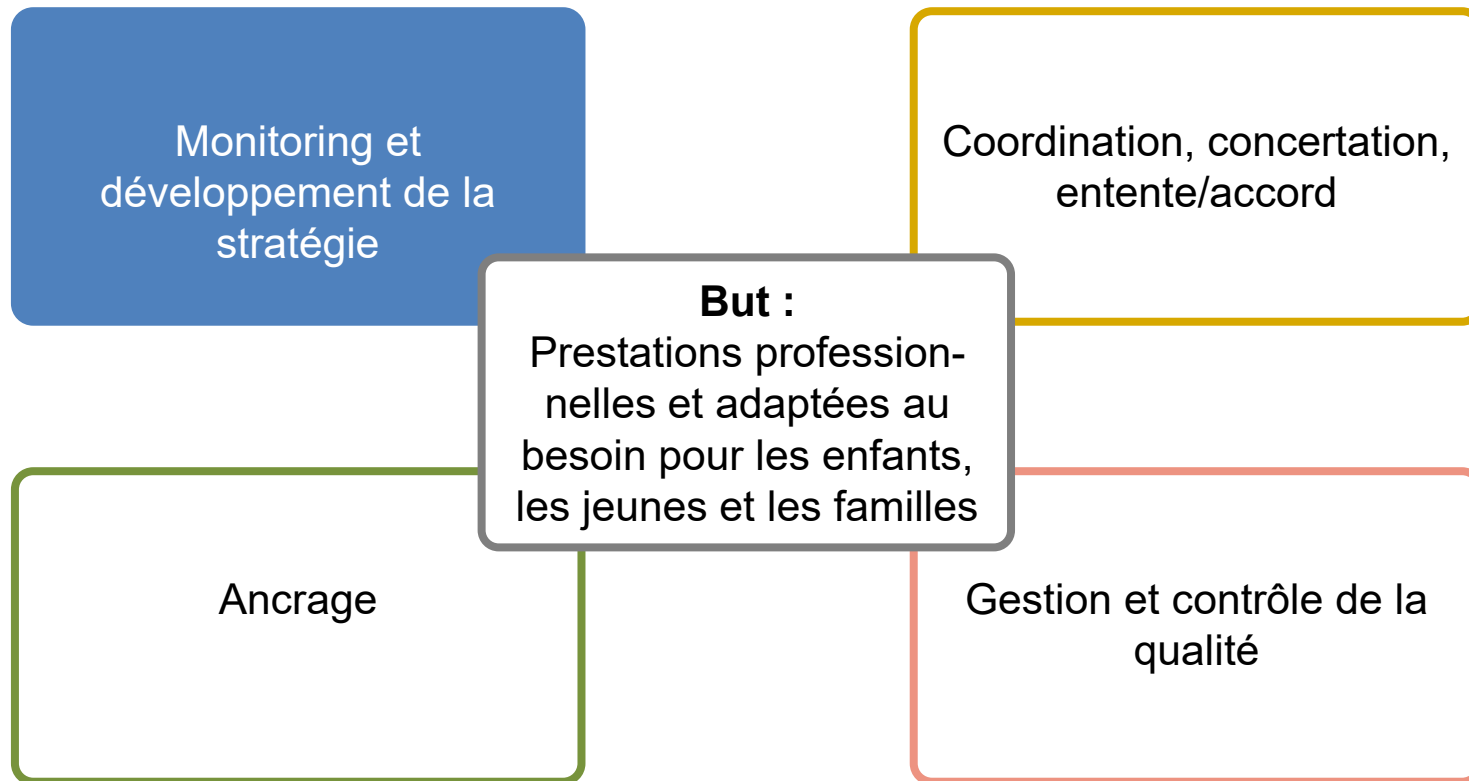 Monitoring et
développement de la
stratégie
Coordination, concertation,
entente/accord
But :
Prestations profession-
nelles et adaptées au
besoin pour les enfants,
les jeunes et les familles
Ancrage
Gestion et contrôle de la
qualité